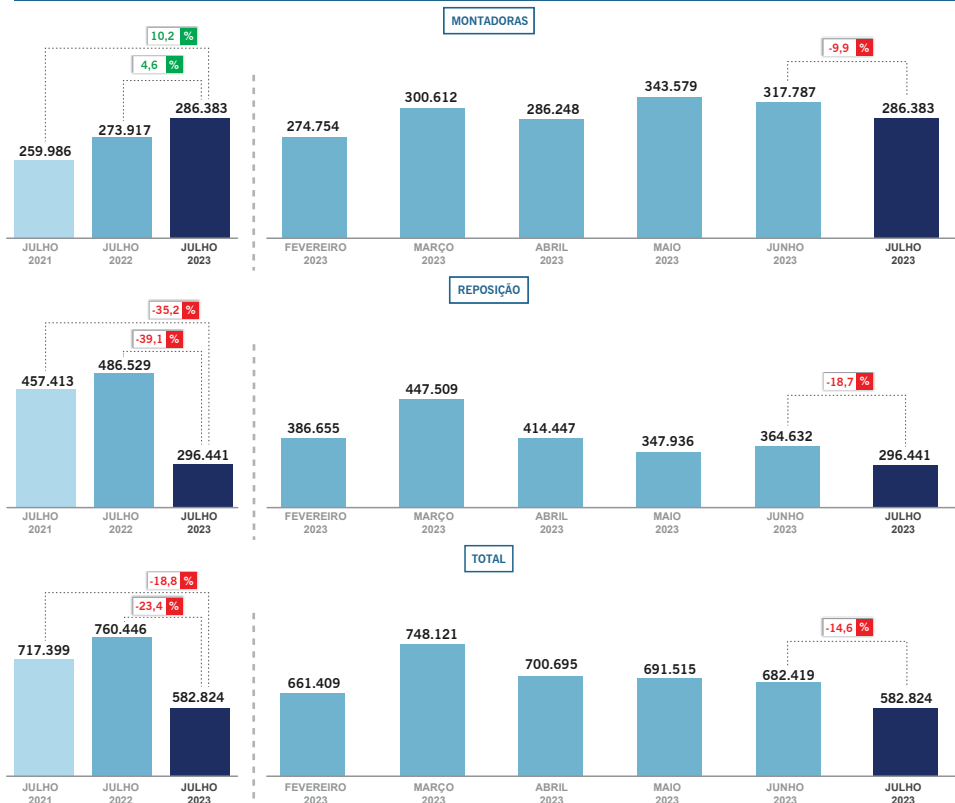 MONTADORAS
10,2 %
4,6 %
259.986
273.917
286.383
JULHO
2021
JULHO
2022
JULHO
2023
-9,9 %
274.754
300.612
286.248
343.579
317.787
286.383
FEVEREIRO
2023
MARÇO
2023
ABRIL
2023
MAIO
2023
JUNHO
2023
JULHO
2023
REPOSIÇÃO
-35,2 %
-39,1 %
457.413
486.529
296.441
JULHO
2021
JULHO
2022
JULHO
2023
-18,7 %
386.655
447.509
414.447
347.936
364.632
296.441
FEVEREIRO
2023
MARÇO
2023
ABRIL
2023
MAIO
2023
JUNHO
2023
JULHO
2023
TOTAL
-18,8 %
-23,4 %
717.399
760.446
582.824
JULHO
2021
JULHO
2022
JULHO
2023
-14,6 %
661.409
748.121
700.695
691.515
682.419
582.824
FEVEREIRO
2023
MARÇO
2023
ABRIL
2023
MAIO
2023
JUNHO
2023
JULHO
2023